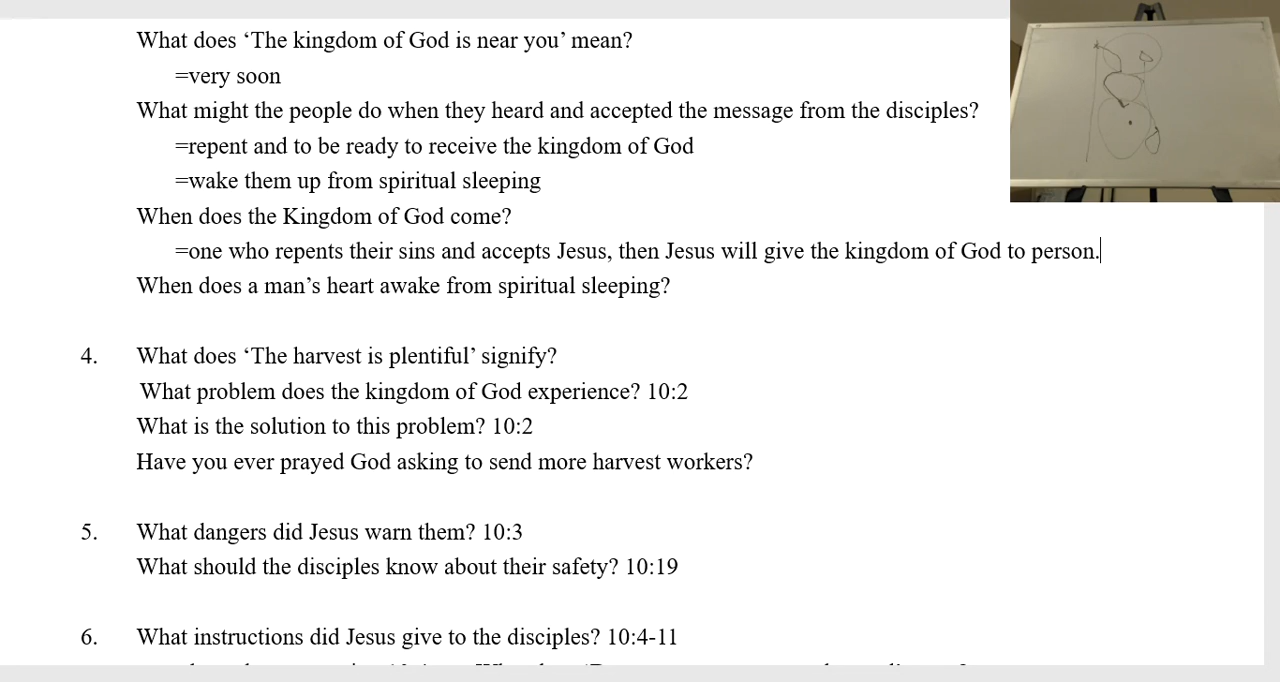 What does ‘The kingdom of God is near you’ mean?
=very soon
What might the people do when they heard and accepted the message from the disciples?
=repent and to be ready to receive the kingdom of God
=wake them up from spiritual sleeping
When does the Kingdom of God come?
=one who repents their sins and accepts Jesus, then Jesus will give the kingdom of God to person.
When does a man’s heart awake from spiritual sleeping?
4. What does ‘The harvest is plentiful’ signify?
What problem does the kingdom of God experience? 10:2
What is the solution to this problem? 10:2
Have you ever prayed God asking to send more harvest workers?
5. What dangers did Jesus warn them? 10:3
What should the disciples know about their safety? 10:19
6. What instructions did Jesus give to the disciples? 10:4-11